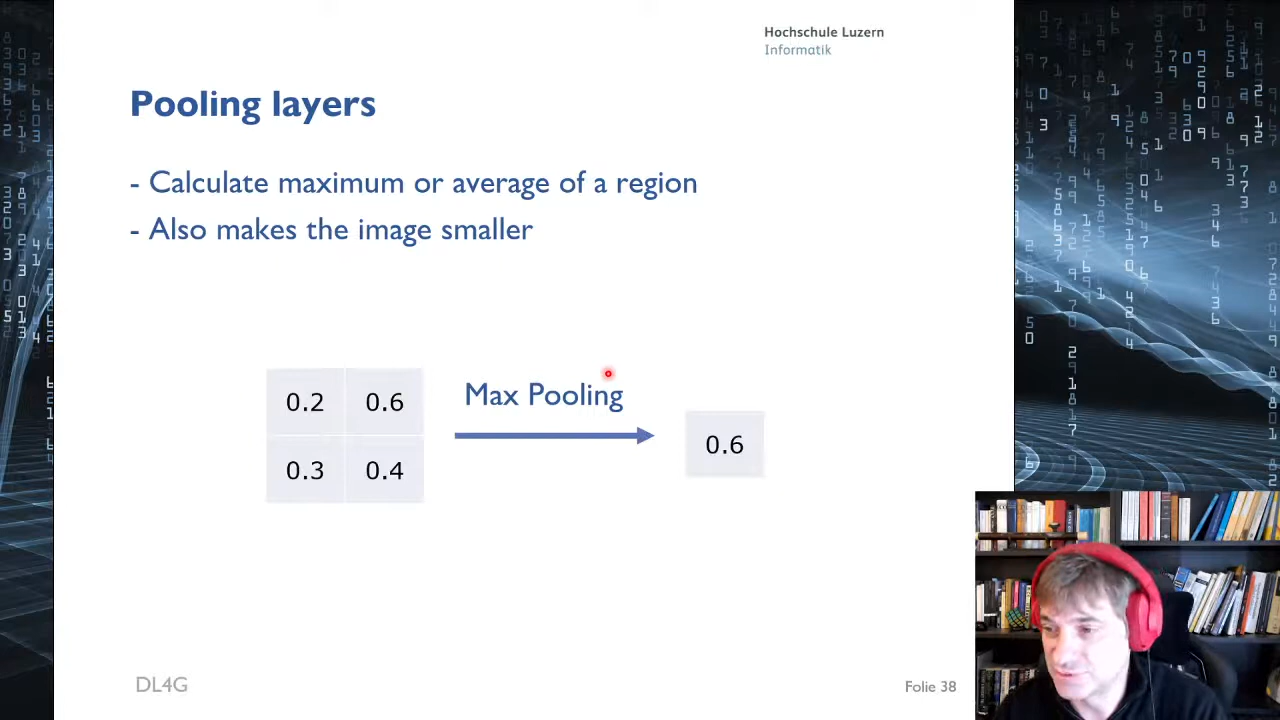 Hochschule Luzern
Informatik
Pooling layers
- Calculate maximum or average of a region
- Also makes the image smaller
0.2 0.6
0.3 0.4
Max Pooling
0.6
DL4G
Folie 38